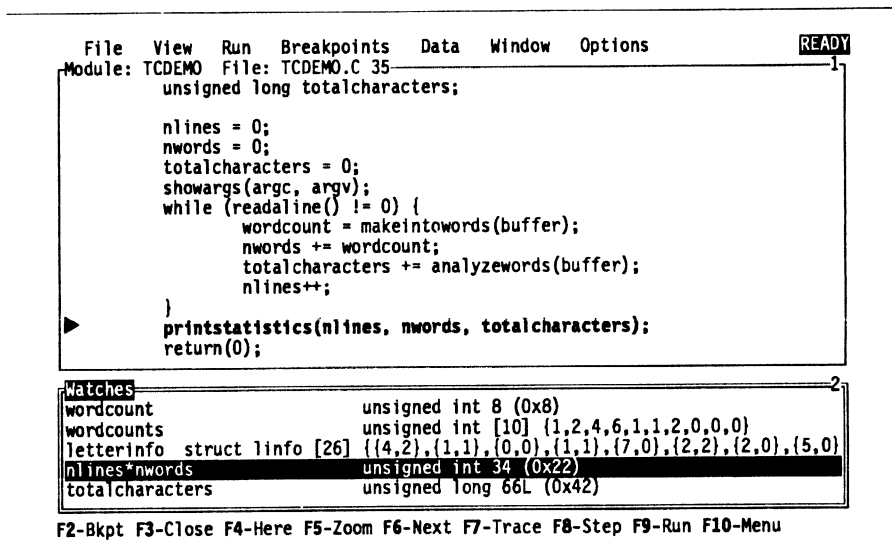 File View Run Breakpoints Data Window Options READY
Module: TCDEMO File: TCDEMO.C 35 1
unsigned long totalcharacters;
nlines = 0;
nwords = 0;
totalcharacters = 0;
showargs(argc, argv);
while (readaline() != 0) {
wordcount = makeintowords(buffer);
nwords += wordcount;
totalcharacters += analyzewords(buffer);
nlines++;
}
printstatistics(nlines, nwords, totalcharacters);
return(0);
Watches 2
wordcount unsigned int 8 (0x8)
wordcounts unsigned int [10] {1,2,4,6,1,1,2,0,0,0}
letterinfo struct linfo [26] {{4,2},{1,1},{0,0},{1,1},{7,0},{2,2},{2,0},{5,0}
nlines*nwords unsigned int 34 (0x22)
totalcharacters unsigned long 66L (0x42)
F2-Bkpt F3-Close F4-Here F5-Zoom F6-Next F7-Trace F8-Step F9-Run F10-Menu